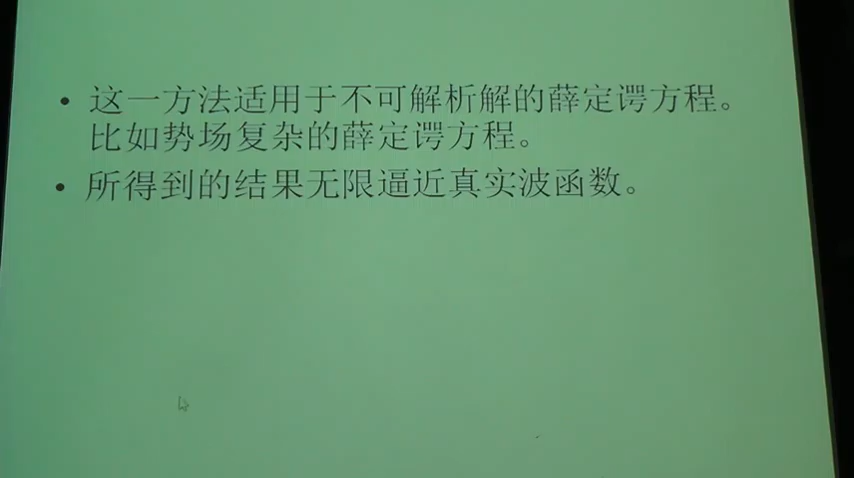 • 这一方法适用于不可解析解的薛定谔方程。
比如势场复杂的薛定谔方程。
• 所得到的结果无限逼近真实波函数。